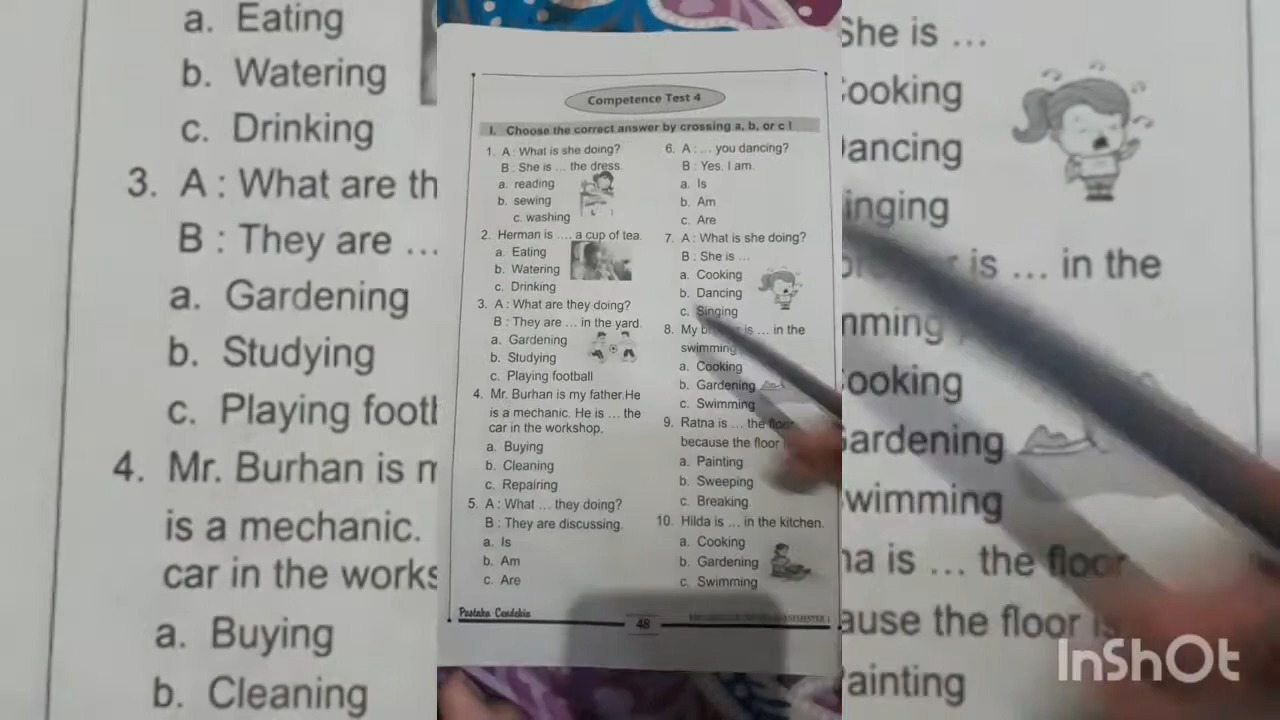 Competence Test 4
I. Choose the correct answer by crossing a, b, or c !
1. A : What is she doing?
B : She is ... the dress.
a. reading
b. sewing
c. washing
2. Herman is .... a cup of tea.
a. Eating
b. Watering
c. Drinking
3. A : What are they doing?
B : They are ... in the yard.
a. Gardening
b. Studying
c. Playing football
4. Mr. Burhan is my father.He
is a mechanic. He is ... the
car in the workshop.
a. Buying
b. Cleaning
c. Repairing
5. A : What ... they doing?
B : They are discussing.
a. Is
b. Am
c. Are
6. A : ... you dancing?
B : Yes. I am.
a. Is
b. Am
c. Are
7. A : What is she doing?
B : She is ...
a. Cooking
b. Dancing
c. Singing
8. My is ... in the
swimming
a. Cooking
b. Gardening
c. Swimming
9. Ratna is ... the floor
because the floor
a. Painting
b. Sweeping
c. Breaking
10. Hilda is ... in the kitchen.
a. Cooking
b. Gardening
c. Swimming
Pustaka Cendekia
48
a. Eating
b. Watering
c. Drinking
3. A : What are th
B : They are ...
a. Gardening
b. Studying
c. Playing footb
4. Mr. Burhan is m
is a mechanic.
car in the works
a. Buying
b. Cleaning
She is ...
ooking
ancing
inging
is ... in the
mming
ooking
ardening
wimming
na is ... the floor
ause the floor is
ainting
InShOt